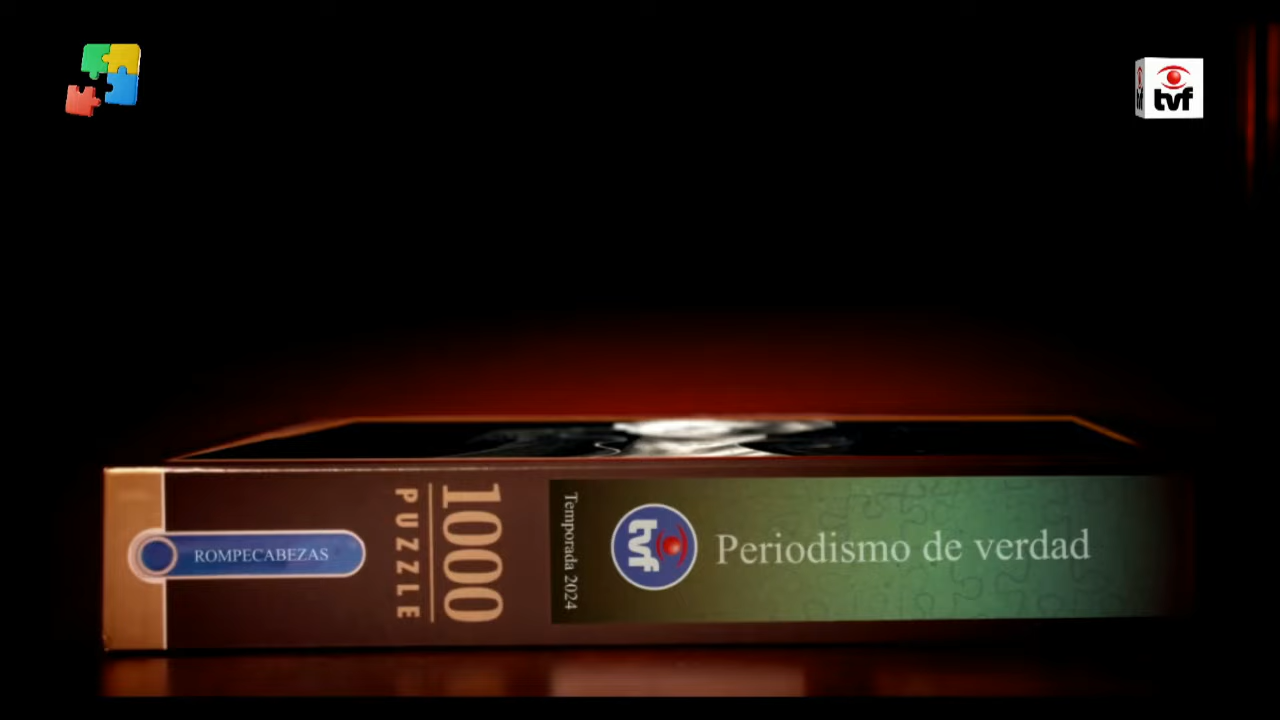 tvf
ROMPECABEZAS
1000
PUZZLE
Temporada 2024
tvf
Periodismo de verdad